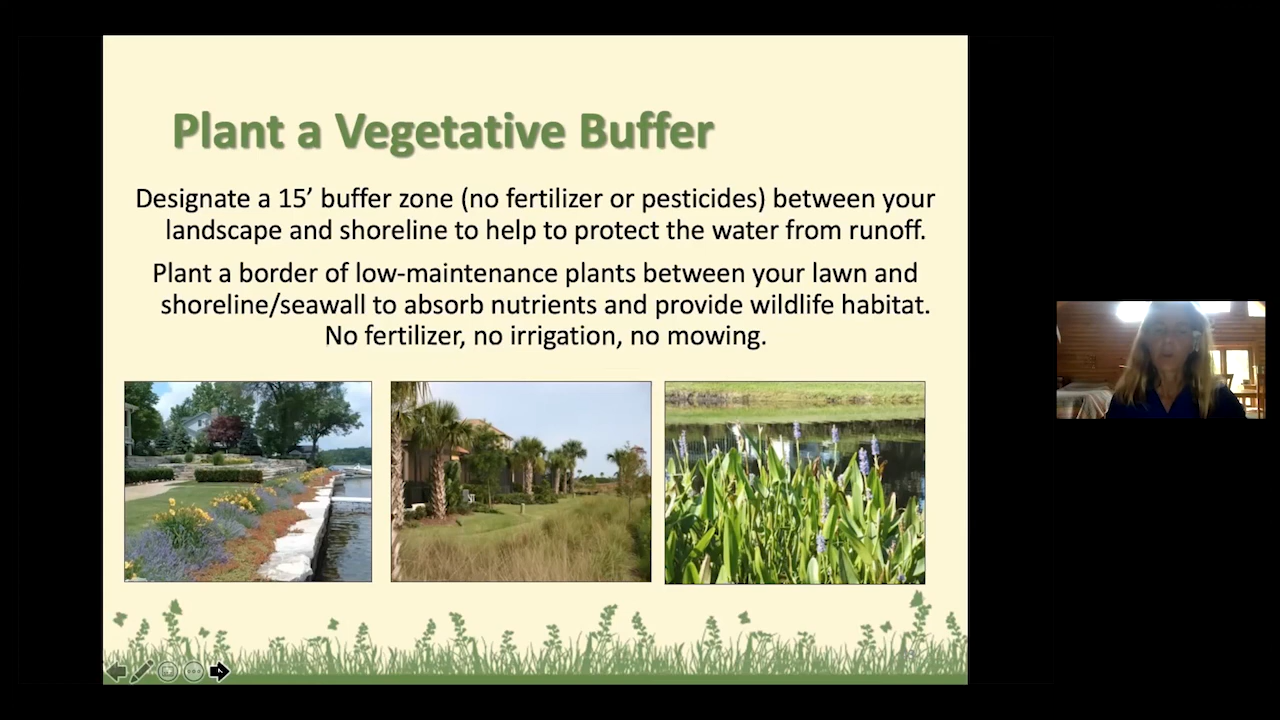 Plant a Vegetative Buffer
Designate a 15’ buffer zone (no fertilizer or pesticides) between your
landscape and shoreline to help to protect the water from runoff.
Plant a border of low-maintenance plants between your lawn and
shoreline/seawall to absorb nutrients and provide wildlife habitat.
No fertilizer, no irrigation, no mowing.